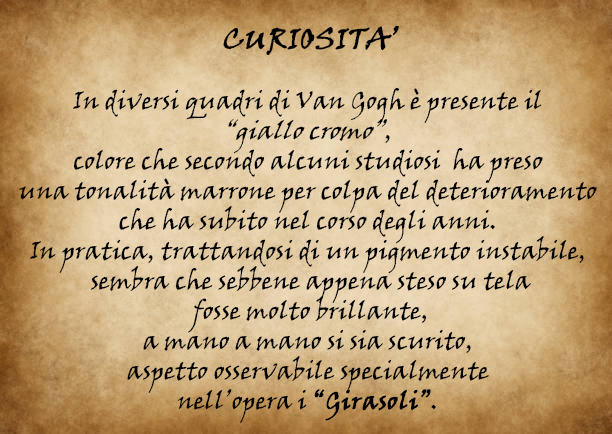 CURIOSITA’
In diversi quadri di Van Gogh è presente il
“giallo cromo”,
colore che secondo alcuni studiosi ha preso
una tonalità marrone per colpa del deterioramento
che ha subito nel corso degli anni.
In pratica, trattandosi di un pigmento instabile,
sembra che sebbene appena steso su tela
fosse molto brillante,
a mano a mano si sia scurito,
aspetto osservabile specialmente
nell’opera i “Girasoli”.